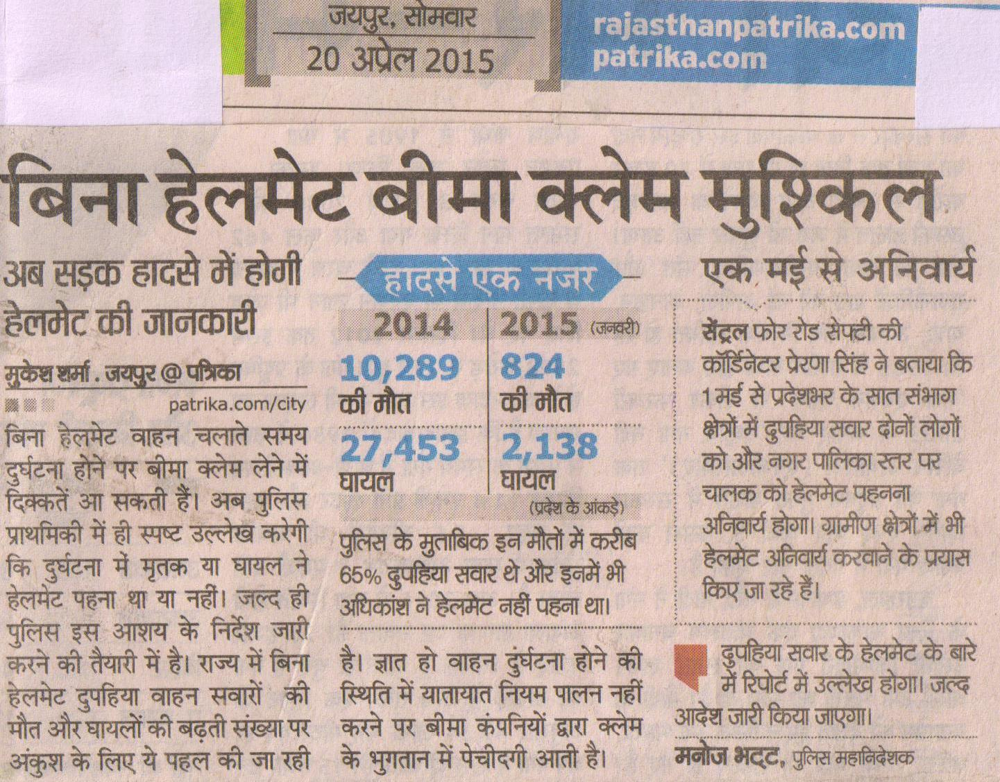 जयपुर, सोमवार
20 अप्रेल 2015
rajasthanpatrika.com
patrika.com
बिना हेलमेट बीमा क्लेम मुश्किल
अब सड़क हादसे में होगी
हेलमेट की जानकारी
मुकेश शर्मा . जयपुर @ पत्रिका
patrika.com/city
बिना हेलमेट वाहन चलाते समय
दुर्घटना होने पर बीमा क्लेम लेने में
दिक्कतें आ सकती हैं। अब पुलिस
प्राथमिकी में ही स्पष्ट उल्लेख करेगी
कि दुर्घटना में मृतक या घायल ने
हेलमेट पहना था या नहीं। जल्द ही
पुलिस इस आशय के निर्देश जारी
करने की तैयारी में है। राज्य में बिना
हेलमेट दुपहिया वाहन सवारों की
मौत और घायलों की बढ़ती संख्या पर
अंकुश के लिए ये पहल की जा रही
हादसे एक नजर
2014
2015 (जनवरी)
10,289
824
की मौत
की मौत
27,453
2,138
घायल
घायल
(प्रदेश के आंकड़े)
पुलिस के मुताबिक इन मौतों में करीब
65% दुपहिया सवार थे और इनमें भी
अधिकांश ने हेलमेट नहीं पहना था।
है। ज्ञात हो वाहन दुर्घटना होने की
स्थिति में यातायात नियम पालन नहीं
करने पर बीमा कंपनियों द्वारा क्लेम
के भुगतान में पेचीदगी आती है।
एक मई से अनिवार्य
सेंट्रल फोर रोड सेफ्टी की
कॉर्डिनेटर प्रेरणा सिंह ने बताया कि
1 मई से प्रदेशभर के सात संभाग
क्षेत्रों में दुपहिया सवार दोनों लोगों
को और नगर पालिका स्तर पर
चालक को हेलमेट पहनना
अनिवार्य होगा। ग्रामीण क्षेत्रों में भी
हेलमेट अनिवार्य करवाने के प्रयास
किए जा रहे हैं।
दुपहिया सवार के हेलमेट के बारे
में रिपोर्ट में उल्लेख होगा। जल्द
आदेश जारी किया जाएगा।
मनोज भट्ट, पुलिस महानिदेशक